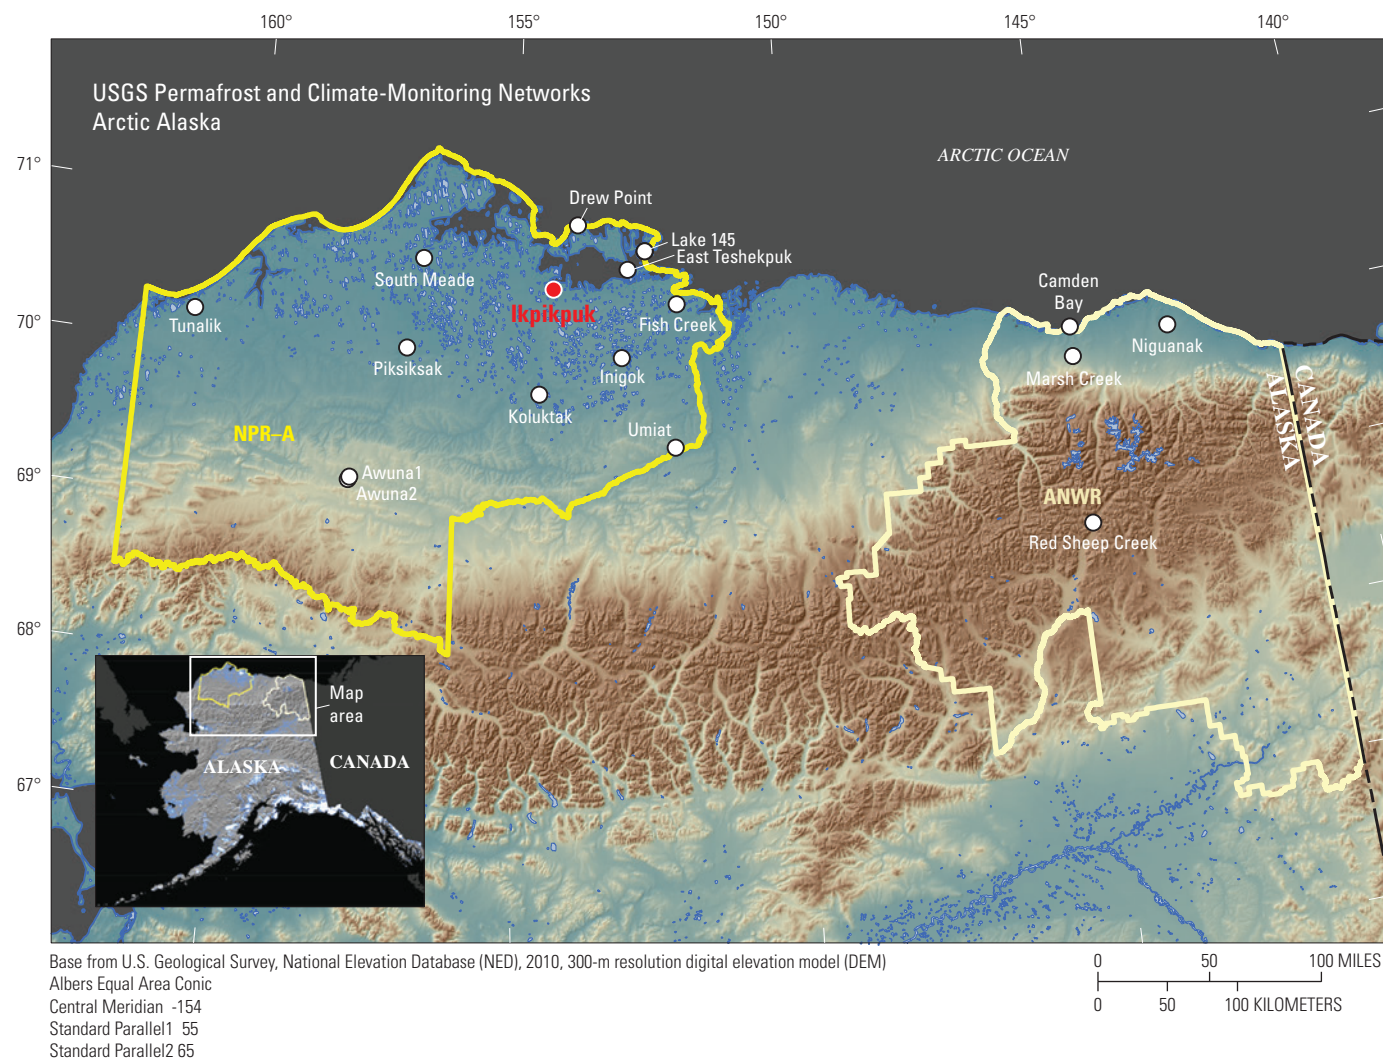 160°
155°
150°
145°
140°
USGS Permafrost and Climate-Monitoring Networks
Arctic Alaska
ARCTIC OCEAN
71°
Drew Point
Lake 145
East Teshekpuk
South Meade
Camden
Bay
Ikpikpuk
70°
Tunalik
Fish Creek
Niguanak
Piksiksak
Inigok
Marsh Creek
CANADA
ALASKA
Koluktak
Umiat
NPR–A
69°
Awuna1
Awuna2
ANWR
Red Sheep Creek
68°
Map
area
ALASKA
CANADA
67°
Base from U.S. Geological Survey, National Elevation Database (NED), 2010, 300-m resolution digital elevation model (DEM)
Albers Equal Area Conic
Central Meridian -154
Standard Parallel1 55
Standard Parallel2 65
0 50 100 MILES
0 50 100 KILOMETERS